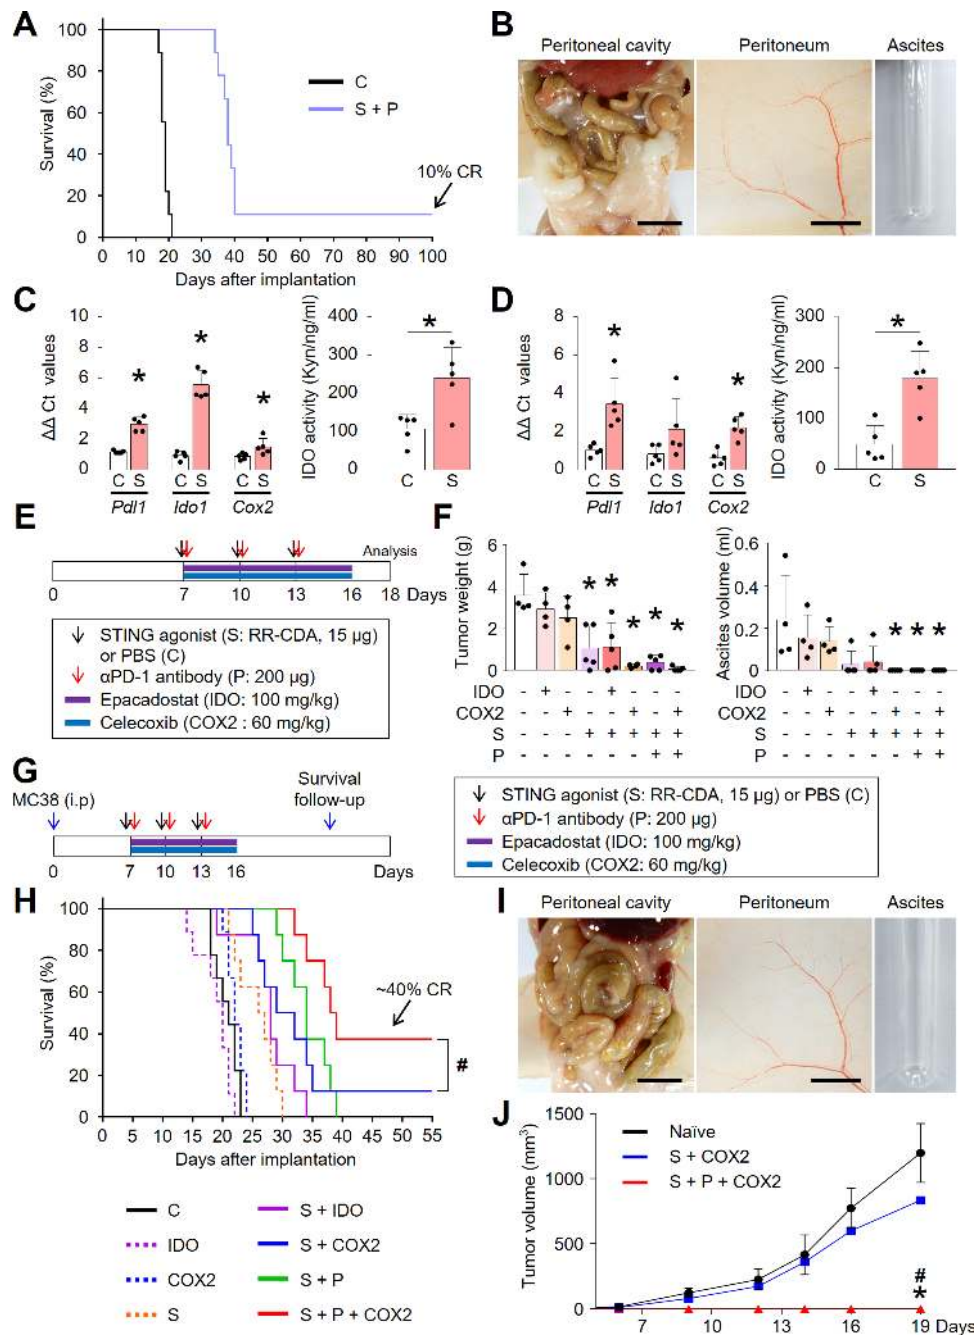 A
100
80
60
40
20
0
Survival (%)
C
S + P
10% CR
0 10 20 30 40 50 60 70 80 90 100
Days after implantation
B
Peritoneal cavity Peritoneum Ascites
C
10
8
6
4
2
0
ΔΔ Ct values
* * *
C S C S C S
Pdl1 Ido1 Cox2
400
300
200
100
0
IDO activity (Kyn/ng/ml)
*
C S
D
8
6
4
2
0
ΔΔ Ct values
* *
C S C S C S
Pdl1 Ido1 Cox2
300
200
100
0
IDO activity (Kyn/ng/ml)
*
C S
E
Analysis
0 7 10 13 16 18 Days
STING agonist (S: RR-CDA, 15 µg)
or PBS (C)
αPD-1 antibody (P: 200 µg)
Epacadostat (IDO: 100 mg/kg)
Celecoxib (COX2 : 60 mg/kg)
F
6
4
2
0
Tumor weight (g)
* * * *
IDO - + - - + - - -
COX2 - - + - - + - +
S - - - + + + + +
P - - - - - - + +
0.6
0.4
0.2
0
Ascites volume (ml)
* * *
IDO - + - - + - - -
COX2 - - + - - + - +
S - - - + + + + +
P - - - - - - + +
G
MC38 (i.p)
Survival
follow-up
0 7 10 13 16 Days
STING agonist (S: RR-CDA, 15 µg) or PBS (C)
αPD-1 antibody (P: 200 µg)
Epacadostat (IDO: 100 mg/kg)
Celecoxib (COX2: 60 mg/kg)
H
100
80
60
40
20
0
Survival (%)
~40% CR
#
0 5 10 15 20 25 30 35 40 45 50 55
Days after implantation
C
IDO
COX2
S
S + IDO
S + COX2
S + P
S + P + COX2
I
Peritoneal cavity Peritoneum Ascites
J
1500
1000
500
0
Tumor volume (mm³)
Naïve
S + COX2
S + P + COX2
#
*
7 10 13 16 19 Days